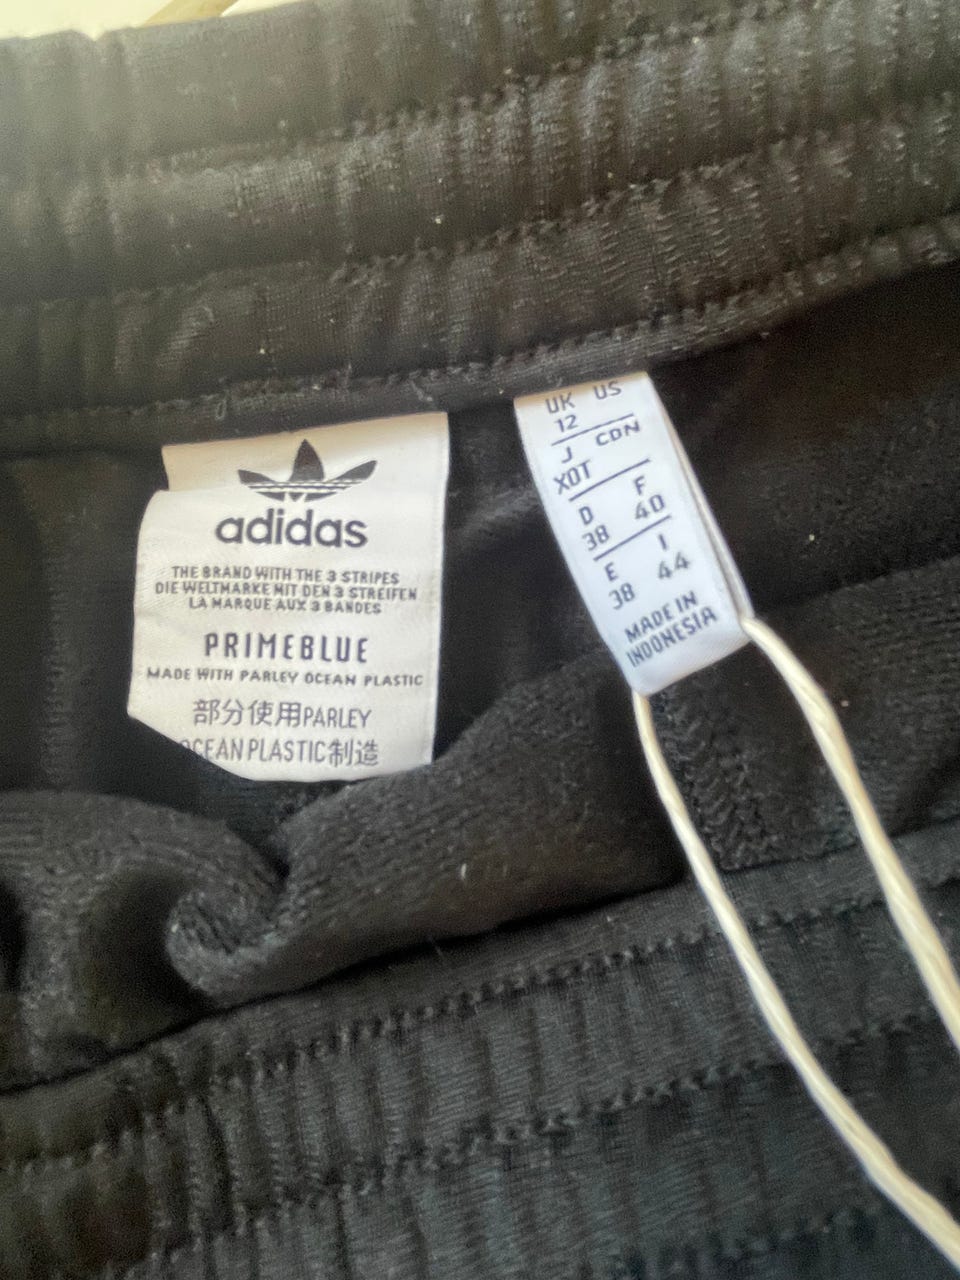 adidas
THE BRAND WITH THE 3 STRIPES
DIE WELTMARKE MIT DEN 3 STREIFEN
LA MARQUE AUX 3 BANDES
PRIMEBLUE
MADE WITH PARLEY OCEAN PLASTIC
部分使用PARLEY
OCEAN PLASTIC制造
UK US
12
J CDN
XOT
D F
38 40
E I
38 44
MADE IN
INDONESIA